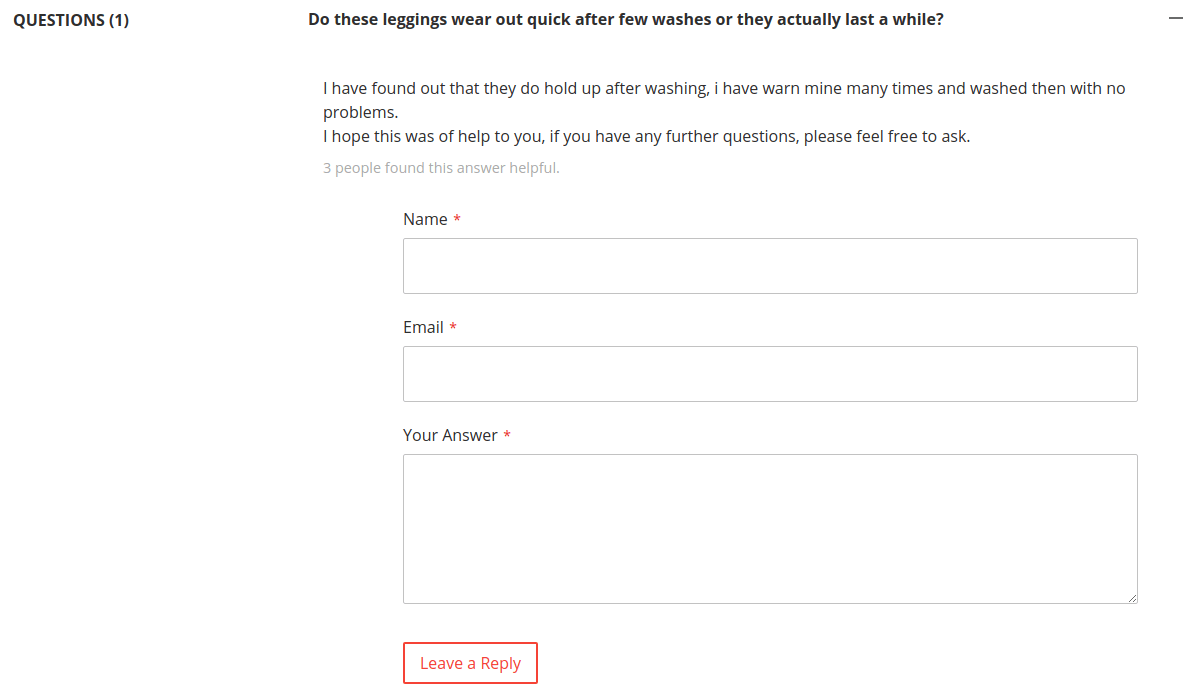 QUESTIONS (1)
Do these leggings wear out quick after few washes or they actually last a while?
I have found out that they do hold up after washing, i have warn mine many times and washed then with no
problems.
I hope this was of help to you, if you have any further questions, please feel free to ask.
3 people found this answer helpful.
Name *
Email *
Your Answer *
Leave a Reply